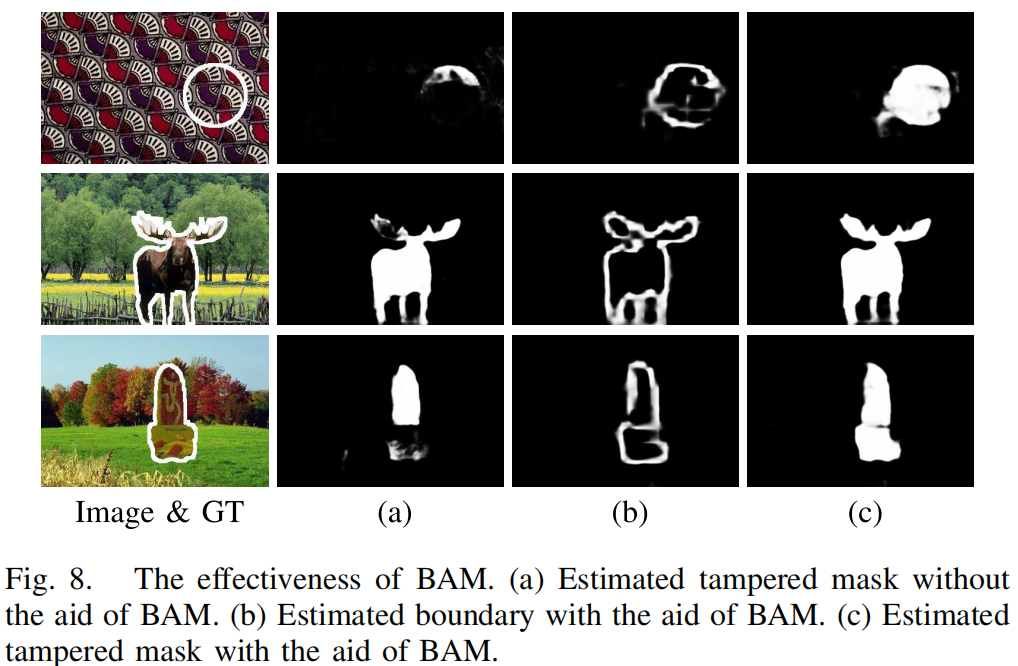 Image & GT (a) (b) (c)
Fig. 8. The effectiveness of BAM. (a) Estimated tampered mask without
the aid of BAM. (b) Estimated boundary with the aid of BAM. (c) Estimated
tampered mask with the aid of BAM.